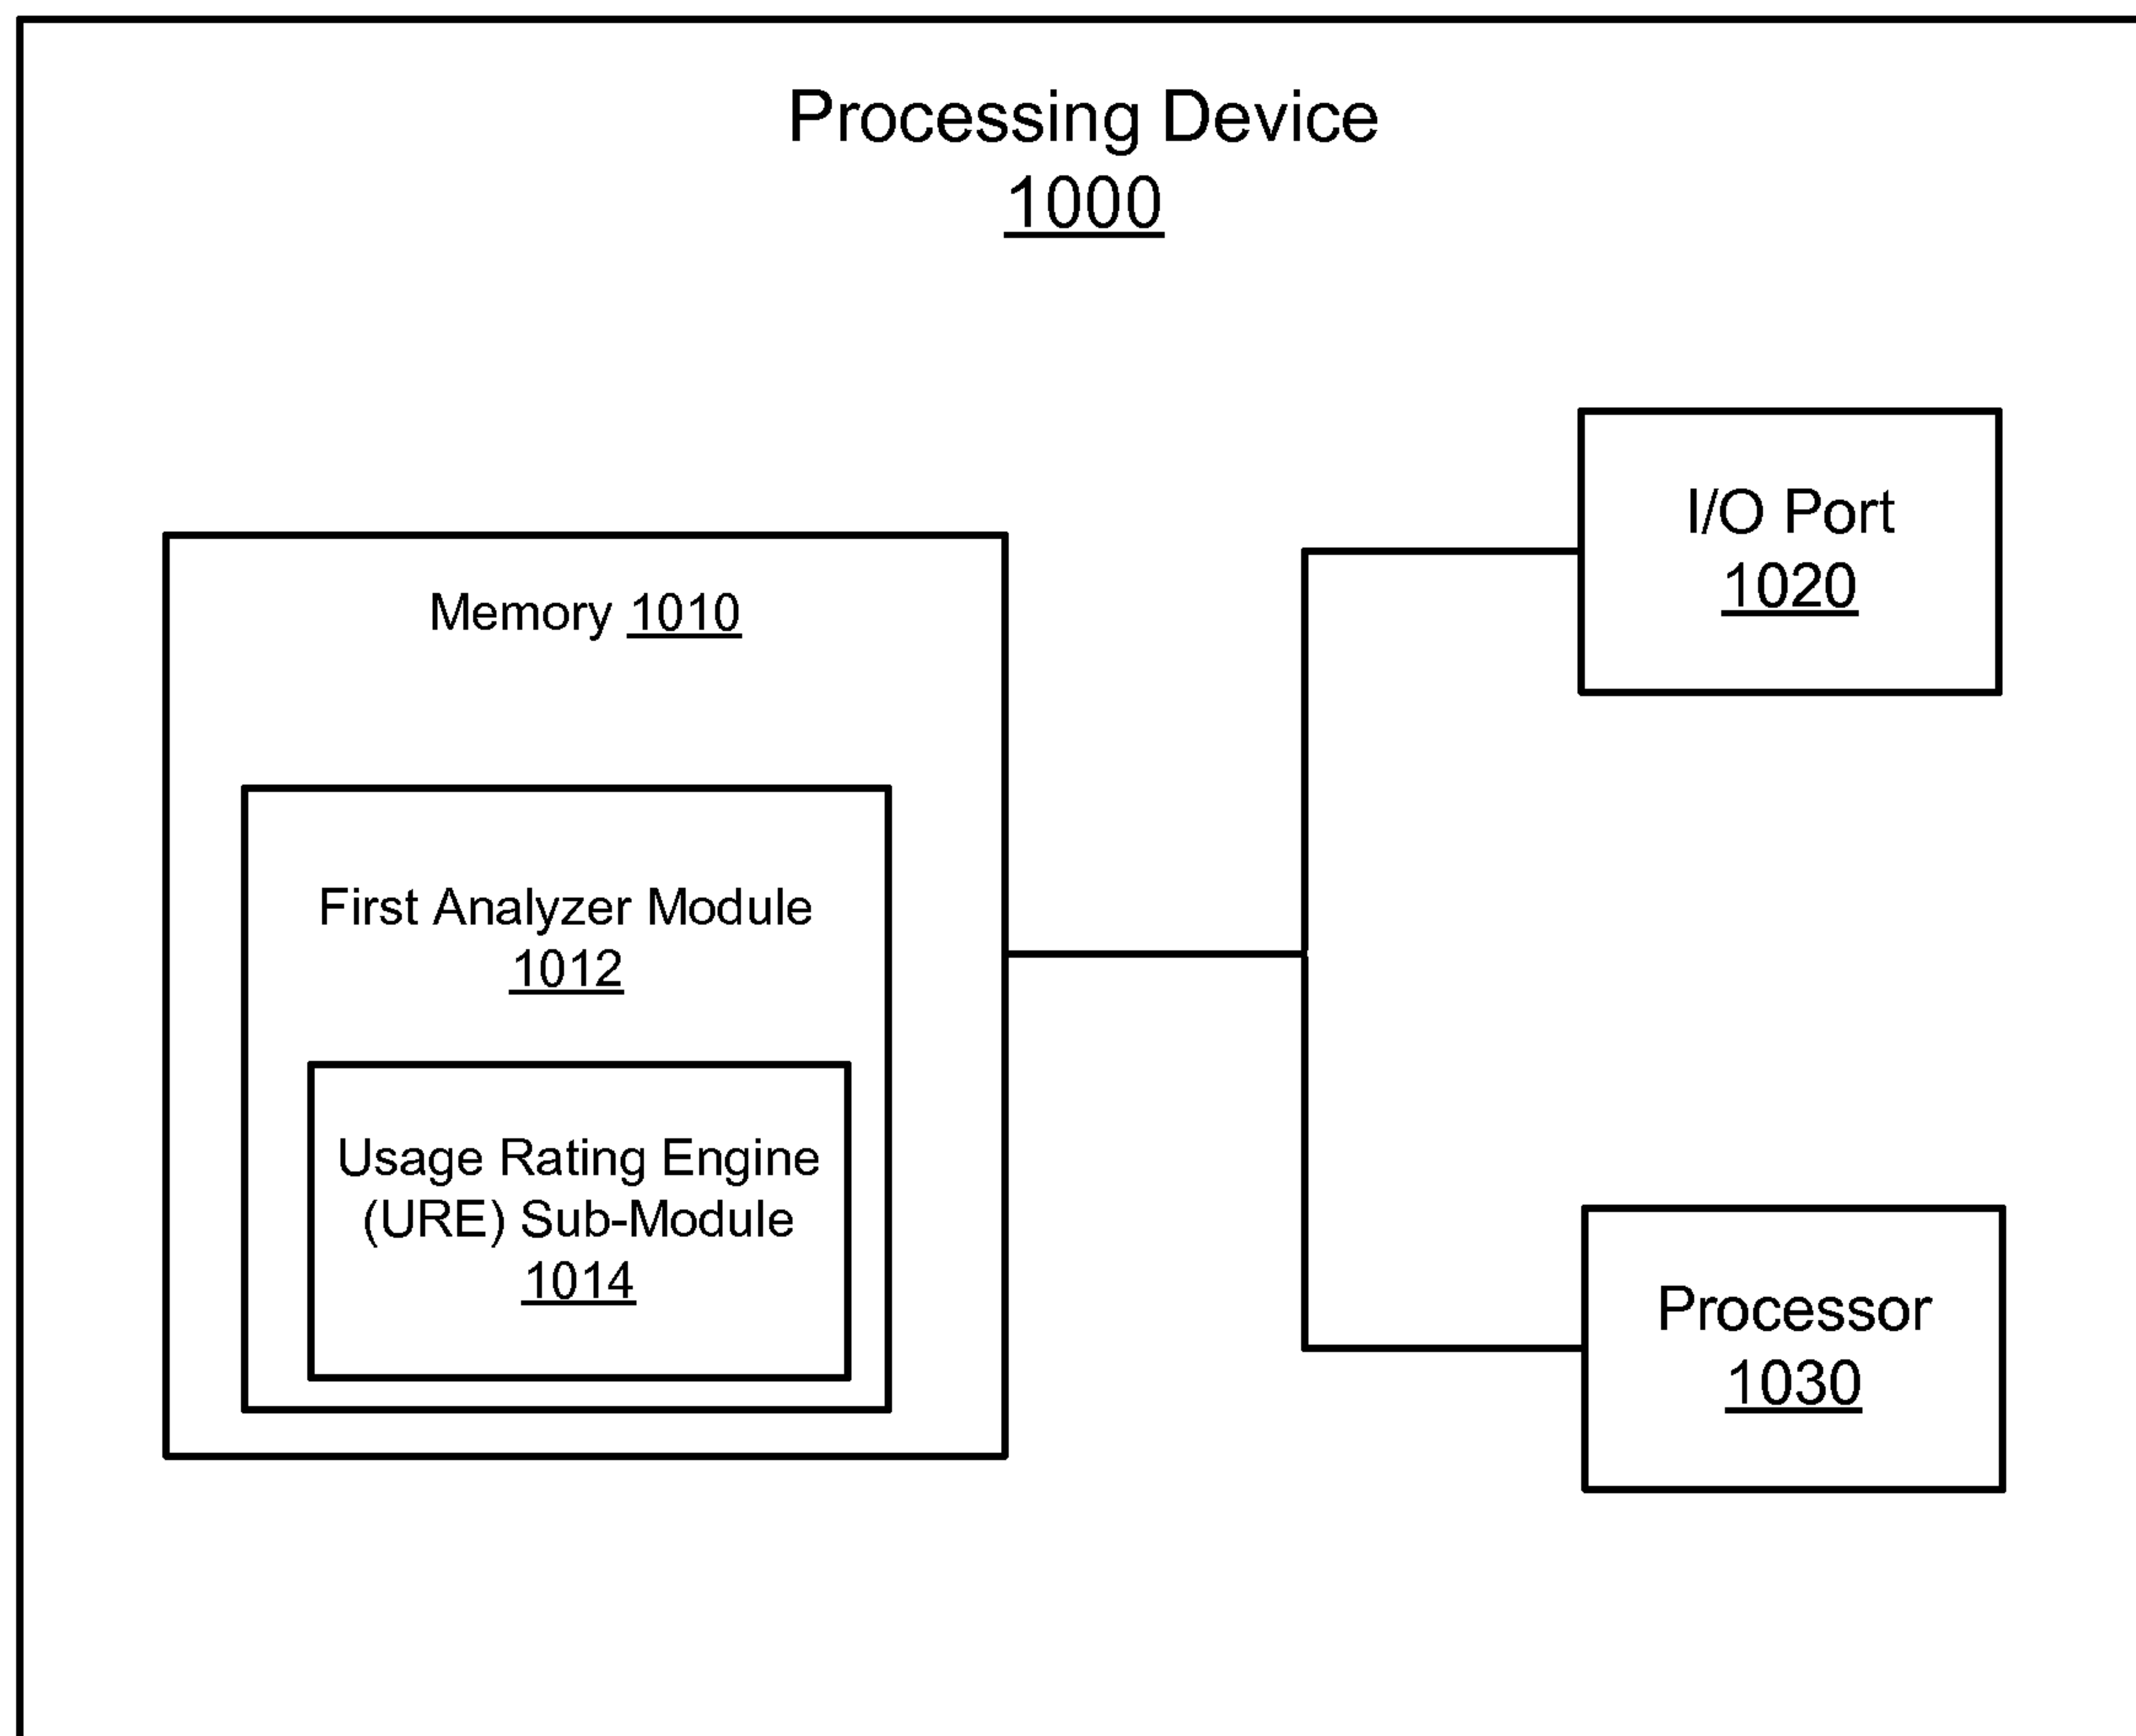 Processing Device
1000
I/O Port
1020
Memory 1010
First Analyzer Module
1012
Usage Rating Engine
(URE) Sub-Module
1014
Processor
1030